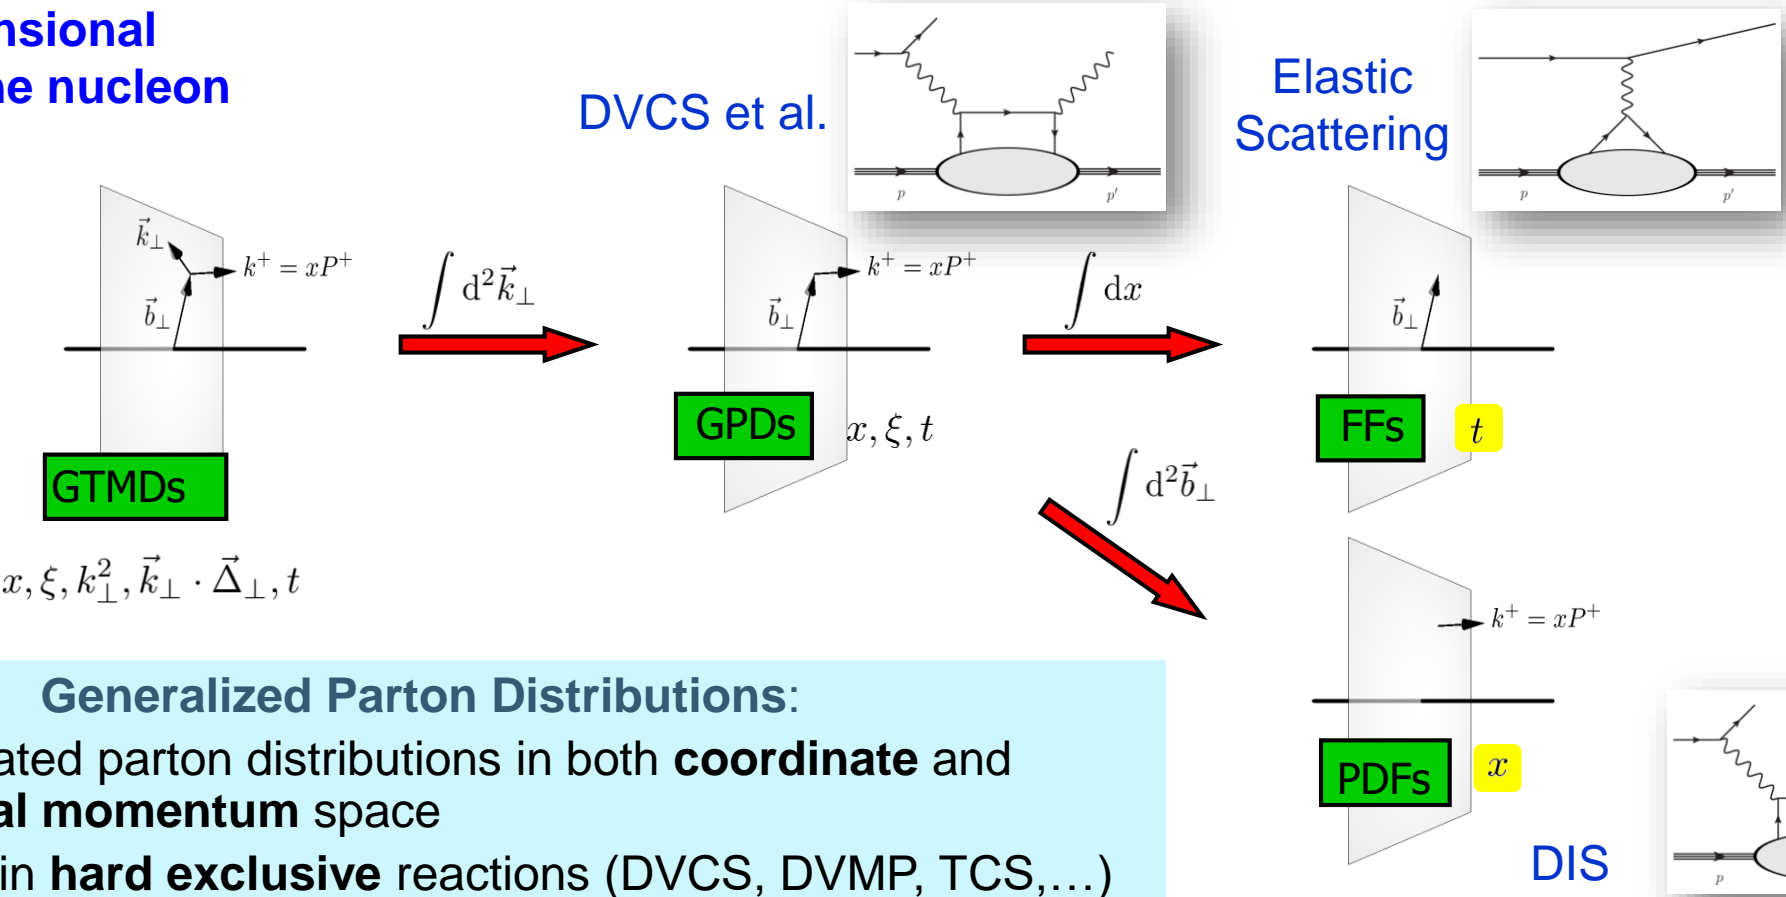 nsional
ne nucleon
DVCS et al.
p
p′
Elastic
Scattering
p
p′
k⃗⊥
k⁺ = xP⁺
b⃗⊥
∫ d²k⃗⊥
k⁺ = xP⁺
b⃗⊥
∫ dx
b⃗⊥
GTMDs
GPDs
x, ξ, t
FFs
t
∫ d²b⃗⊥
x, ξ, k²⊥, k⃗⊥ · Δ⃗⊥, t
k⁺ = xP⁺
PDFs
x
DIS
p
Generalized Parton Distributions:
ated parton distributions in both coordinate and
al momentum space
in hard exclusive reactions (DVCS, DVMP, TCS,…)